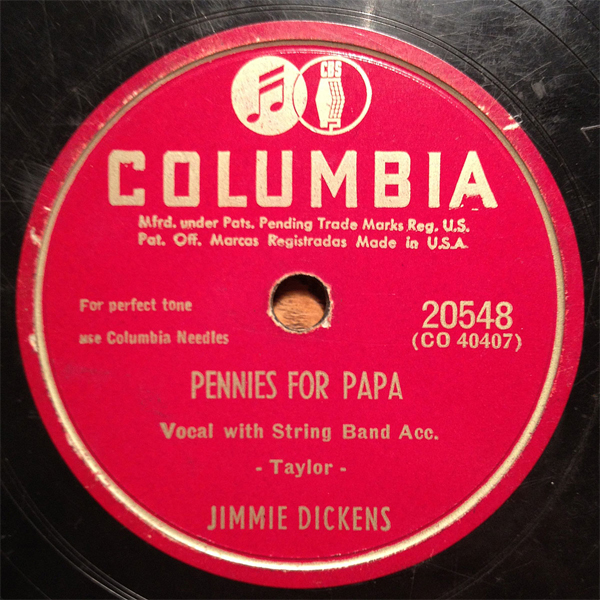 CBS
COLUMBIA
Mfrd. under Pats. Pending Trade Marks Reg. U.S.
Pat. Off. Marcas Registradas Made in U.S.A.
For perfect tone
use Columbia Needles
20548
(CO 40407)
PENNIES FOR PAPA
Vocal with String Band Acc.
- Taylor -
JIMMIE DICKENS